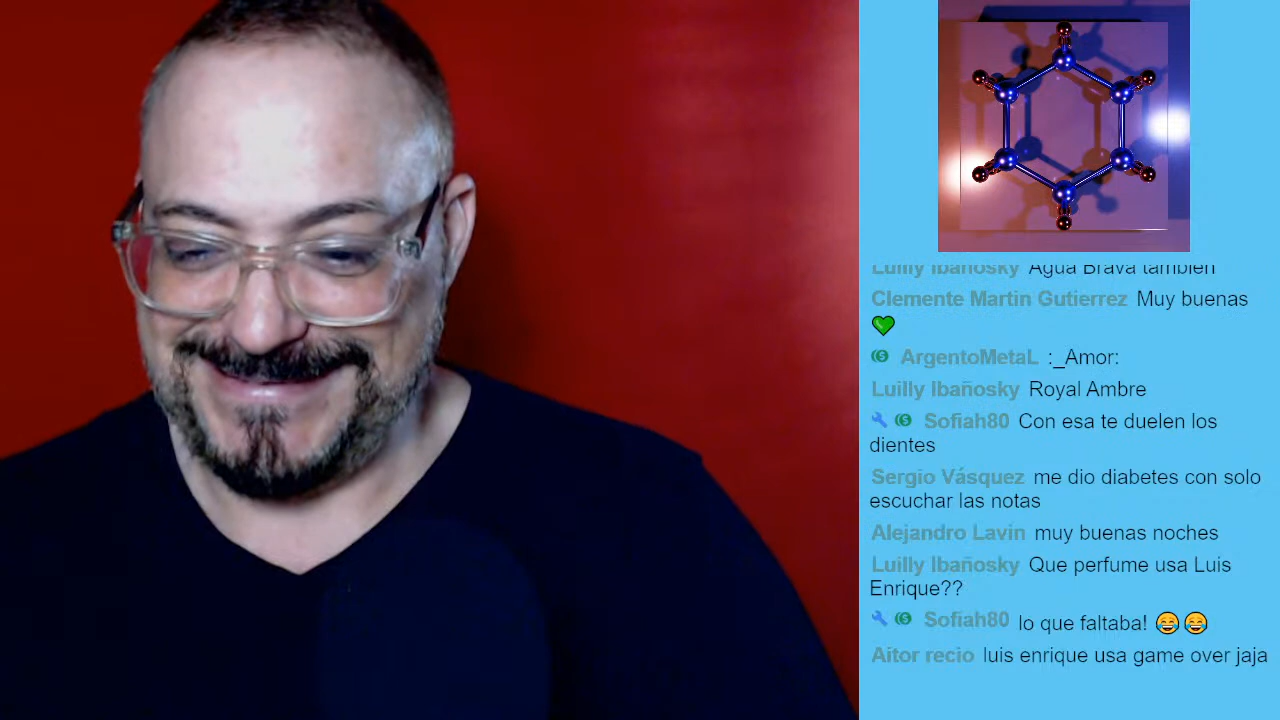 Luilly Ibañosky Agua Brava también
Clemente Martin Gutierrez Muy buenas
💚
ArgentoMetaL :_Amor:
Luilly Ibañosky Royal Ambre
Sofiah80 Con esa te duelen los
dientes
Sergio Vásquez me dio diabetes con solo
escuchar las notas
Alejandro Lavin muy buenas noches
Luilly Ibañosky Que perfume usa Luis
Enrique??
Sofiah80 lo que faltaba! 😂😂
Aitor recio luis enrique usa game over jaja